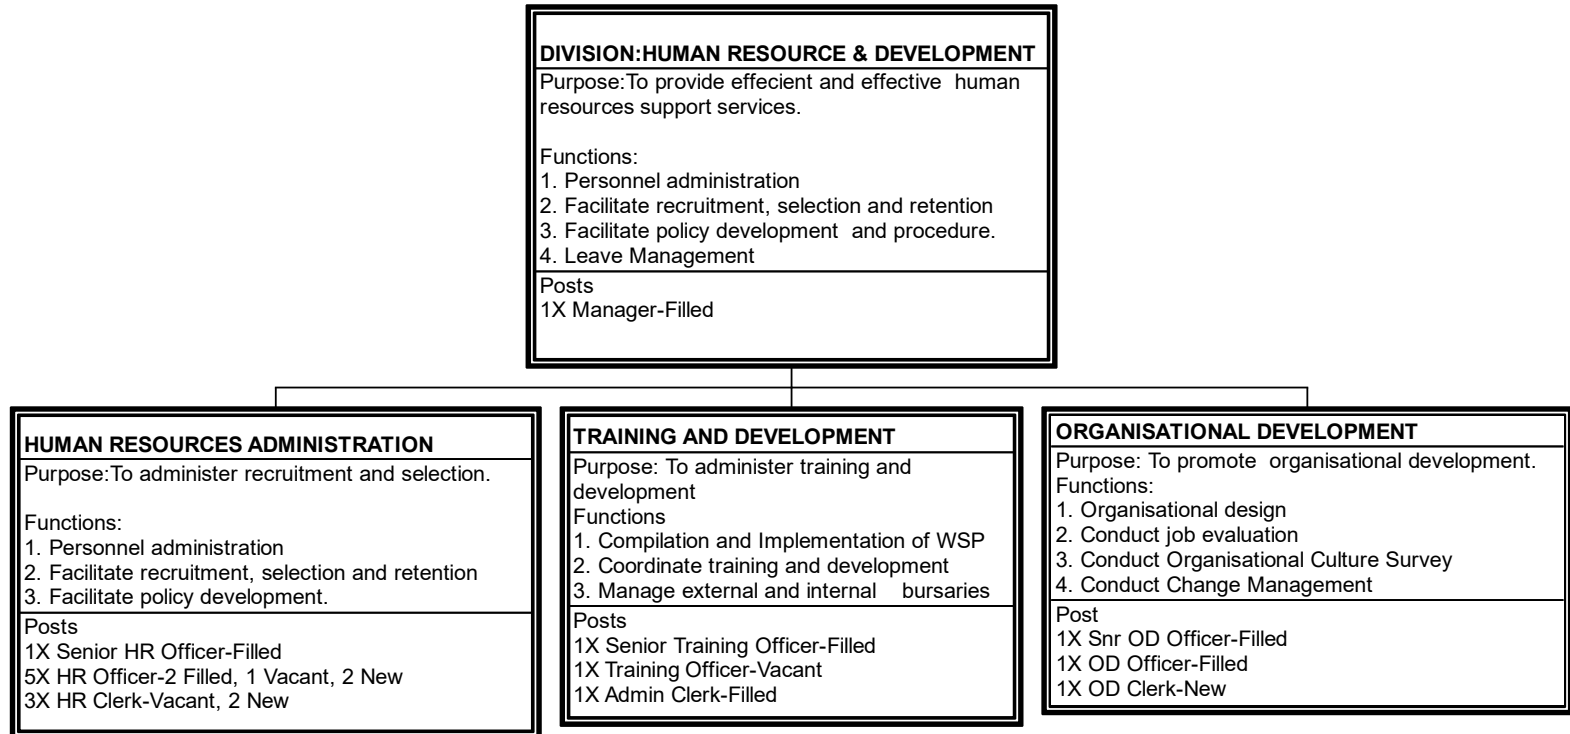 DIVISION:HUMAN RESOURCE & DEVELOPMENT
Purpose:To provide effecient and effective human
resources support services.
Functions:
1. Personnel administration
2. Facilitate recruitment, selection and retention
3. Facilitate policy development and procedure.
4. Leave Management
Posts
1X Manager-Filled
HUMAN RESOURCES ADMINISTRATION
Purpose:To administer recruitment and selection.
Functions:
1. Personnel administration
2. Facilitate recruitment, selection and retention
3. Facilitate policy development.
Posts
1X Senior HR Officer-Filled
5X HR Officer-2 Filled, 1 Vacant, 2 New
3X HR Clerk-Vacant, 2 New
TRAINING AND DEVELOPMENT
Purpose: To administer training and
development
Functions
1. Compilation and Implementation of WSP
2. Coordinate training and development
3. Manage external and internal bursaries
Posts
1X Senior Training Officer-Filled
1X Training Officer-Vacant
1X Admin Clerk-Filled
ORGANISATIONAL DEVELOPMENT
Purpose: To promote organisational development.
Functions:
1. Organisational design
2. Conduct job evaluation
3. Conduct Organisational Culture Survey
4. Conduct Change Management
Post
1X Snr OD Officer-Filled
1X OD Officer-Filled
1X OD Clerk-New